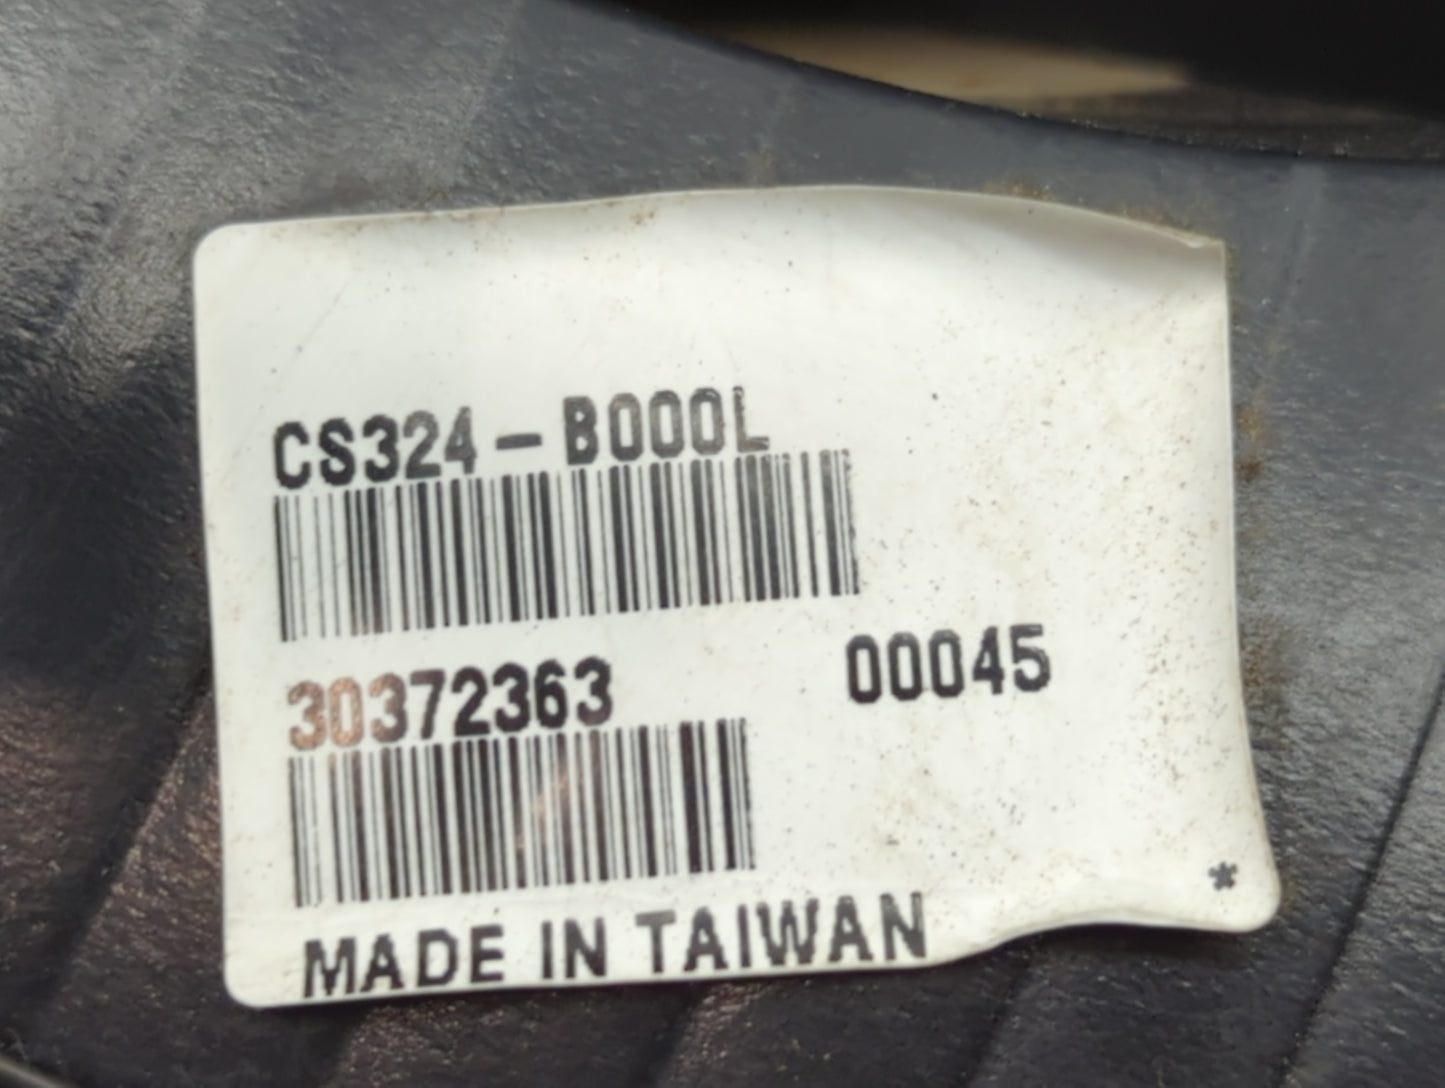 CS324-B000L
30372363 00045
*
MADE IN TAIWAN